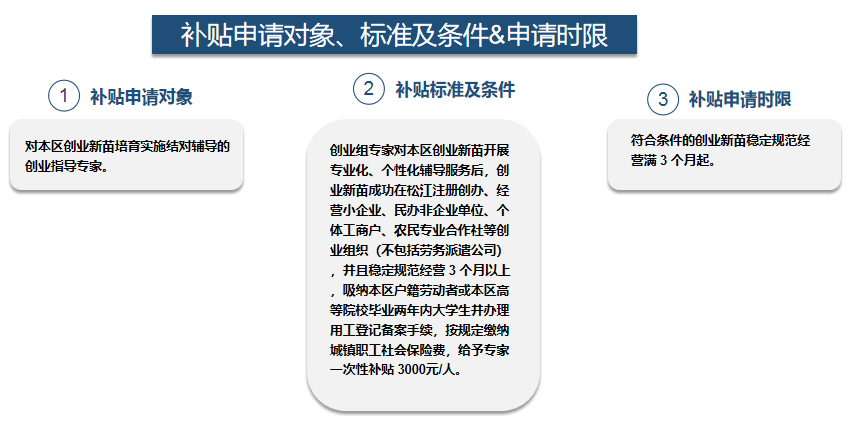 补贴申请对象、标准及条件&申请时限
1 补贴申请对象
对本区创业新苗培育实施结对辅导的
创业指导专家。
2 补贴标准及条件
创业组专家对本区创业新苗开展
专业化、个性化辅导服务后，创
业新苗成功在松江注册创办、经
营小企业、民办非企业单位、个
体工商户、农民专业合作社等创
业组织（不包括劳务派遣公司）
，并且稳定规范经营 3 个月以上
，吸纳本区户籍劳动者或本区高
等院校毕业两年内大学生并办理
用工登记备案手续，按规定缴纳
城镇职工社会保险费，给予专家
一次性补贴 3000元/人。
3 补贴申请时限
符合条件的创业新苗稳定规范经
营满 3 个月起。